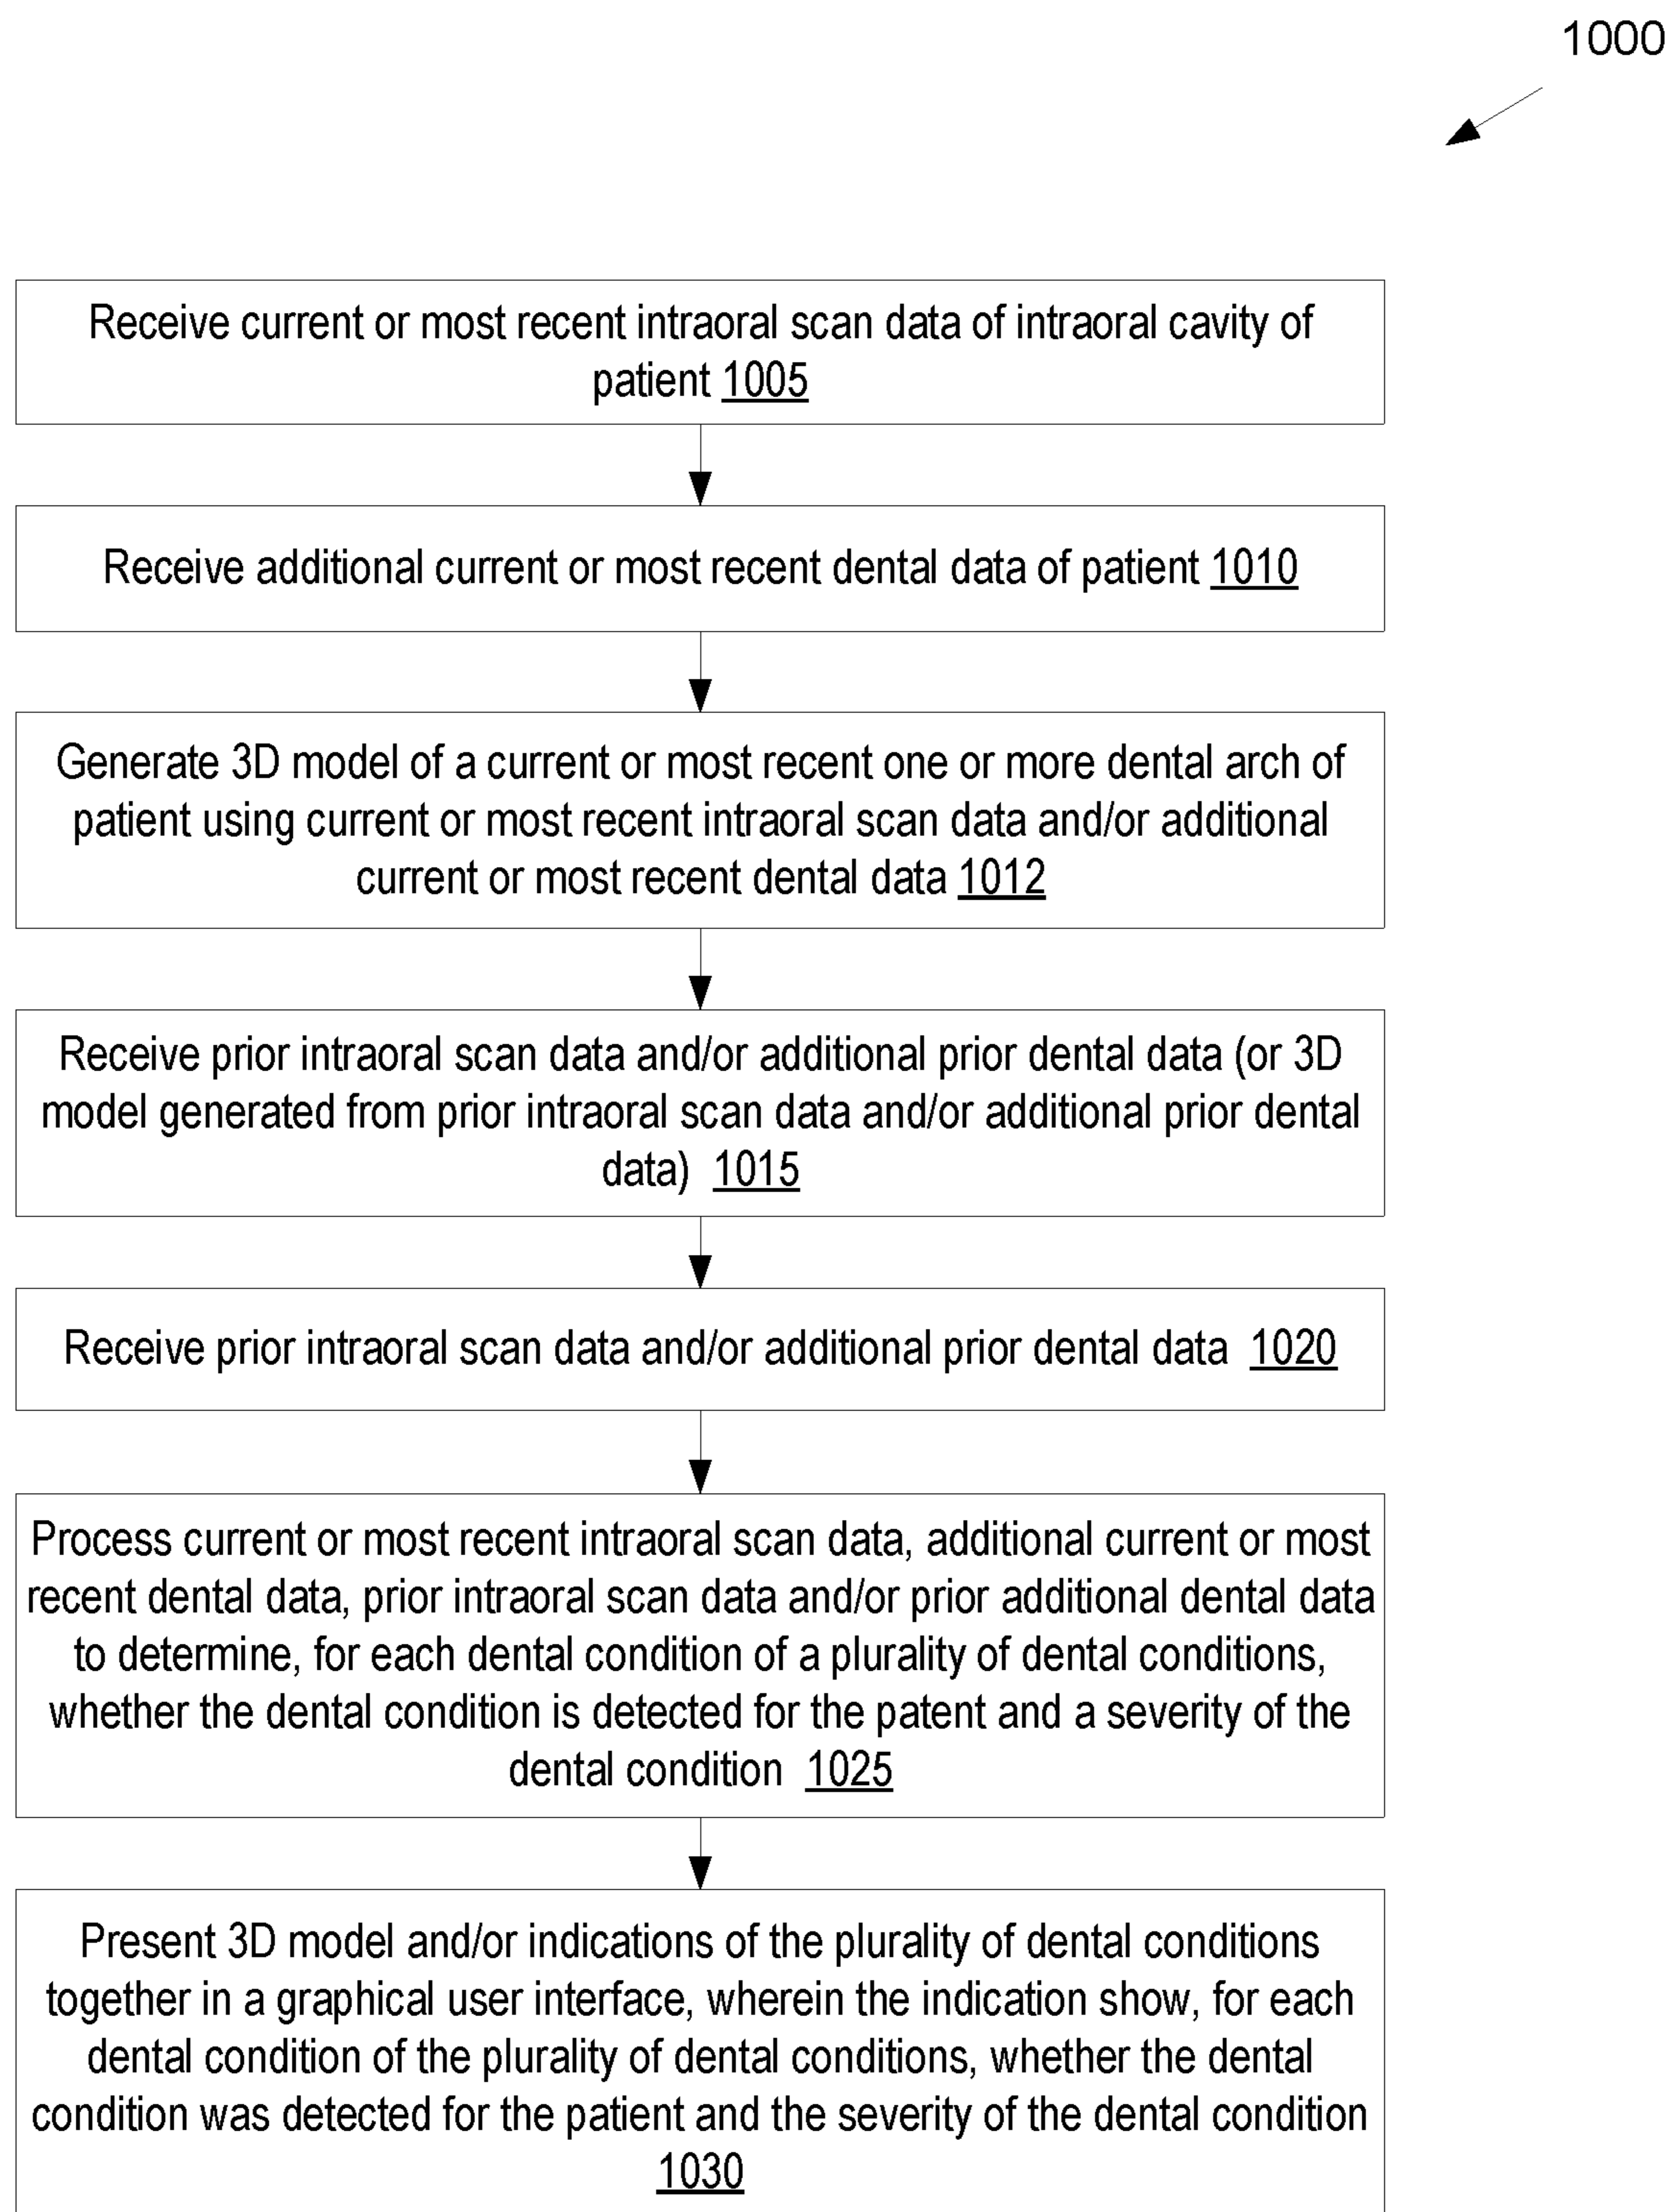 1000
Receive current or most recent intraoral scan data of intraoral cavity of
patient 1005
Receive additional current or most recent dental data of patient 1010
Generate 3D model of a current or most recent one or more dental arch of
patient using current or most recent intraoral scan data and/or additional
current or most recent dental data 1012
Receive prior intraoral scan data and/or additional prior dental data (or 3D
model generated from prior intraoral scan data and/or additional prior dental
data) 1015
Receive prior intraoral scan data and/or additional prior dental data 1020
Process current or most recent intraoral scan data, additional current or most
recent dental data, prior intraoral scan data and/or prior additional dental data
to determine, for each dental condition of a plurality of dental conditions,
whether the dental condition is detected for the patent and a severity of the
dental condition 1025
Present 3D model and/or indications of the plurality of dental conditions
together in a graphical user interface, wherein the indication show, for each
dental condition of the plurality of dental conditions, whether the dental
condition was detected for the patient and the severity of the dental condition
1030